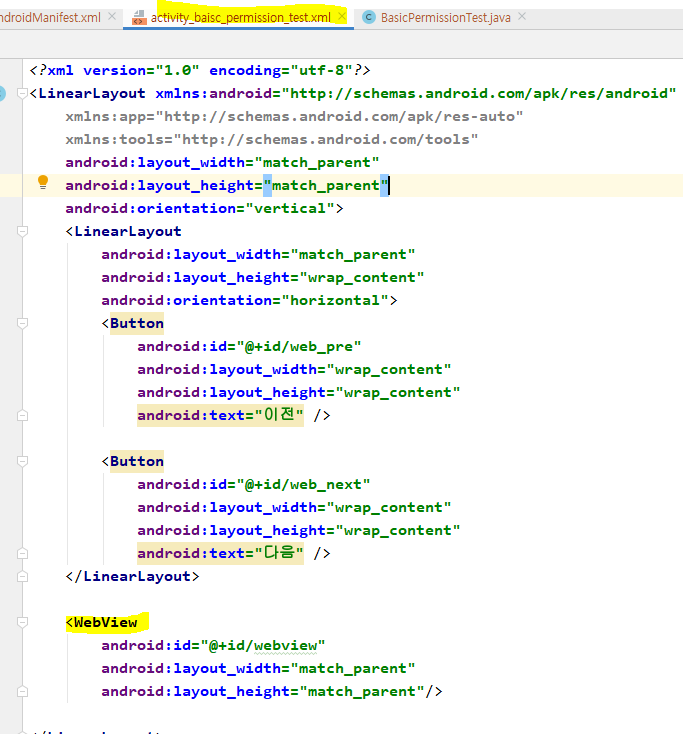 ndroidManifest.xml × activity_baisc_permission_test.xml × C BasicPermissionTest.java ×
<?xml version="1.0" encoding="utf-8"?>
<LinearLayout xmlns:android="http://schemas.android.com/apk/res/android"
xmlns:app="http://schemas.android.com/apk/res-auto"
xmlns:tools="http://schemas.android.com/tools"
android:layout_width="match_parent"
android:layout_height="match_parent"
android:orientation="vertical">
<LinearLayout
android:layout_width="match_parent"
android:layout_height="wrap_content"
android:orientation="horizontal">
<Button
android:id="@+id/web_pre"
android:layout_width="wrap_content"
android:layout_height="wrap_content"
android:text="이전" />
<Button
android:id="@+id/web_next"
android:layout_width="wrap_content"
android:layout_height="wrap_content"
android:text="다음" />
</LinearLayout>
<WebView
android:id="@+id/webview"
android:layout_width="match_parent"
android:layout_height="match_parent"/>